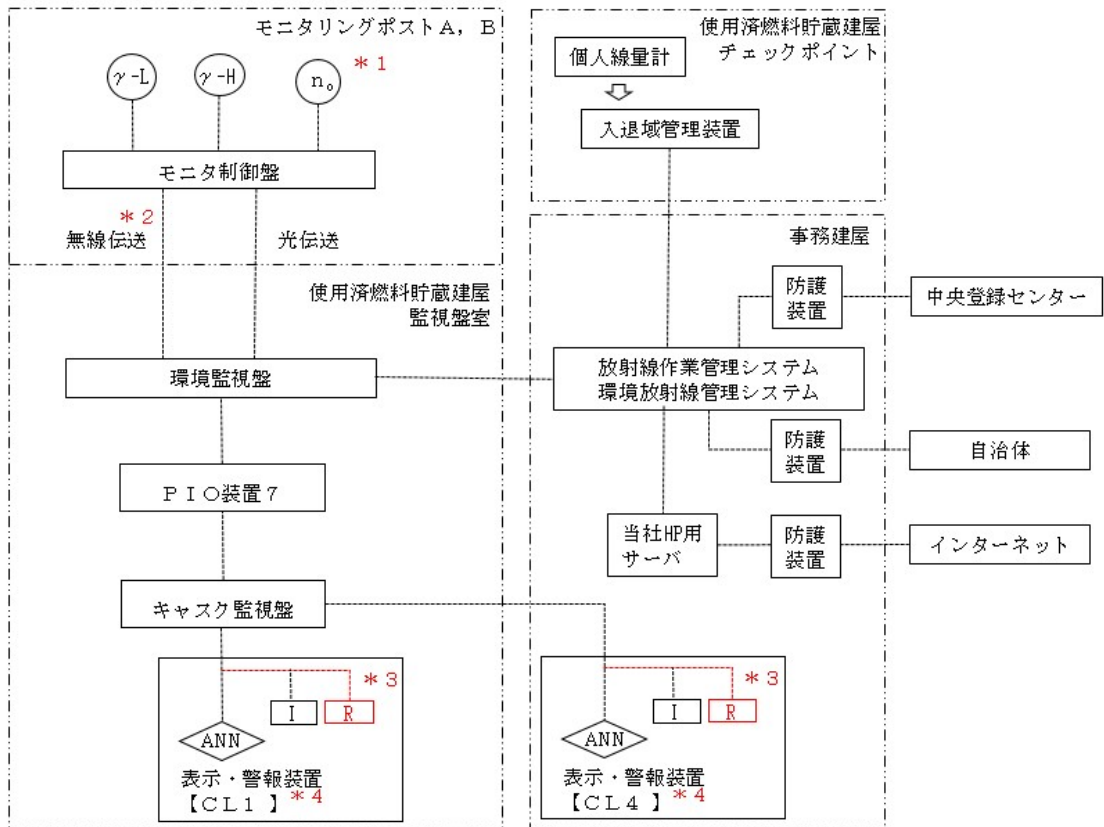 モニタリングポストA，B
γ-L
γ-H
n₀
＊1
モニタ制御盤
＊2
無線伝送
光伝送
使用済燃料貯蔵建屋
監視盤室
環境監視盤
ＰＩＯ装置７
キャスク監視盤
＊3
I
R
ANN
表示・警報装置
【ＣＬ１】＊4
使用済燃料貯蔵建屋
チェックポイント
個人線量計
入退域管理装置
事務建屋
防護
装置
中央登録センター
放射線作業管理システム
環境放射線管理システム
防護
装置
自治体
当社HP用
サーバ
防護
装置
インターネット
＊3
I
R
ANN
表示・警報装置
【ＣＬ４】＊4